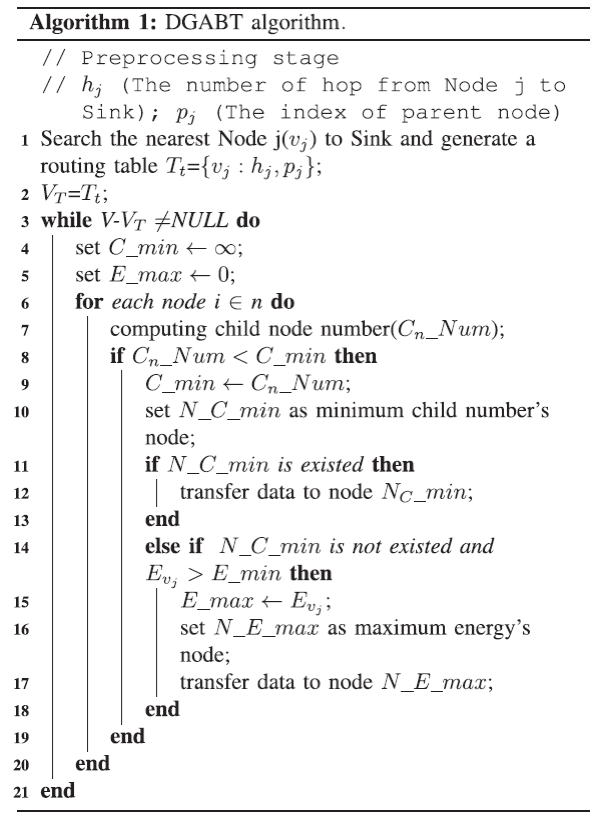 Algorithm 1: DGABT algorithm.
// Preprocessing stage
// h_j (The number of hop from Node j to
Sink); p_j (The index of parent node)
1 Search the nearest Node j(v_j) to Sink and generate a
routing table T_t={v_j : h_j, p_j};
2 V_T=T_t;
3 while V-V_T ≠NULL do
4 set C_min ← ∞;
5 set E_max ← 0;
6 for each node i ∈ n do
7 computing child node number(C_n_Num);
8 if C_n_Num < C_min then
9 C_min ← C_n_Num;
10 set N_C_min as minimum child number's
node;
11 if N_C_min is existed then
12 transfer data to node N_C_min;
13 end
14 else if N_C_min is not existed and
E_{v_j} > E_min then
15 E_max ← E_{v_j};
16 set N_E_max as maximum energy's
node;
17 transfer data to node N_E_max;
18 end
19 end
20 end
21 end